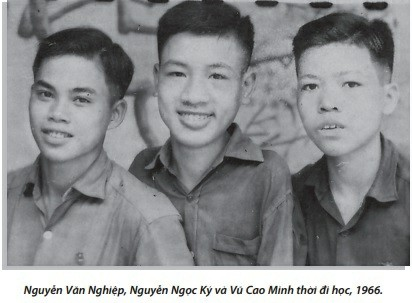 Nguyễn Văn Nghiệp, Nguyễn Ngọc Ký và Vũ Cao Minh thời đi học, 1966.